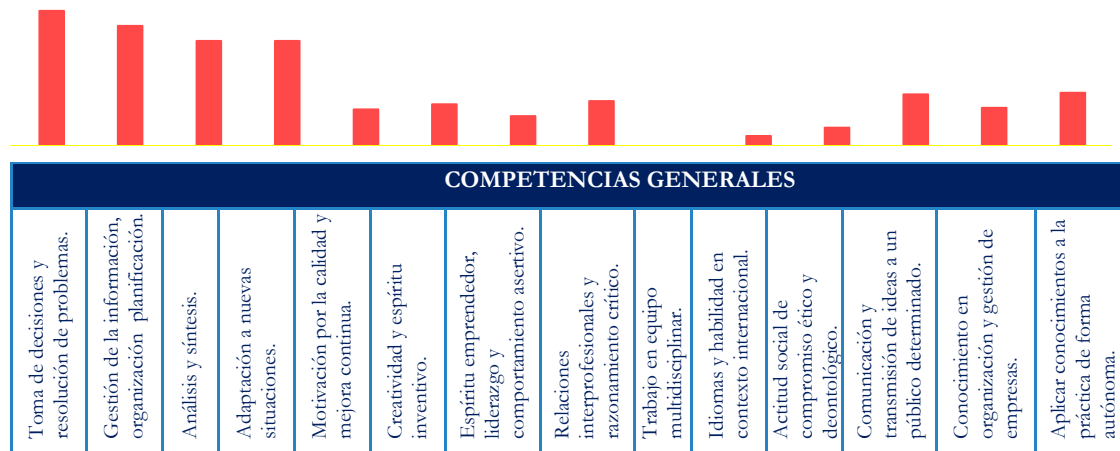 COMPETENCIAS GENERALES
Toma de decisiones y
resolución de problemas.
Gestión de la información,
organización planificación.
Análisis y síntesis.
Adaptación a nuevas
situaciones.
Motivación por la calidad y
mejora continua.
Creatividad y espíritu
inventivo.
Espíritu emprendedor,
liderazgo y
comportamiento asertivo.
Relaciones
interprofesionales y
razonamiento crítico.
Trabajo en equipo
multidisciplinar.
Idiomas y habilidad en
contexto internacional.
Actitud social de
compromiso ético y
deontológico.
Comunicación y
transmisión de ideas a un
público determinado.
Conocimiento en
organización y gestión de
empresas.
Aplicar conocimientos a la
práctica de forma
autónoma.